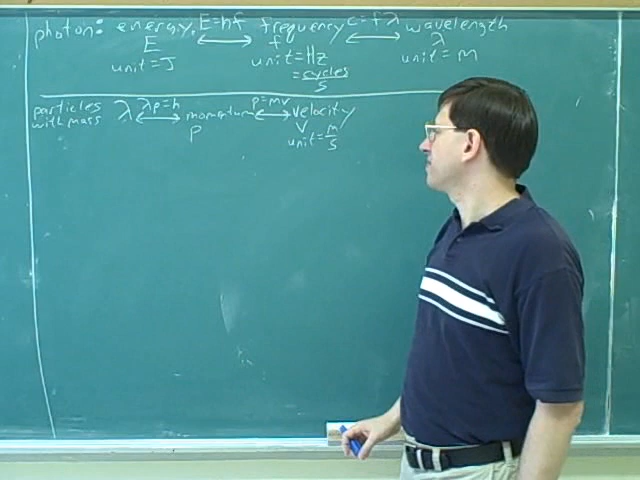 photon: energy, E=hf frequency c=fλ wavelength
E f λ
unit=J unit=Hz unit=m
=cycles/s
particles with mass λ λp=h momentum p=mv velocity
p v
unit=m/s